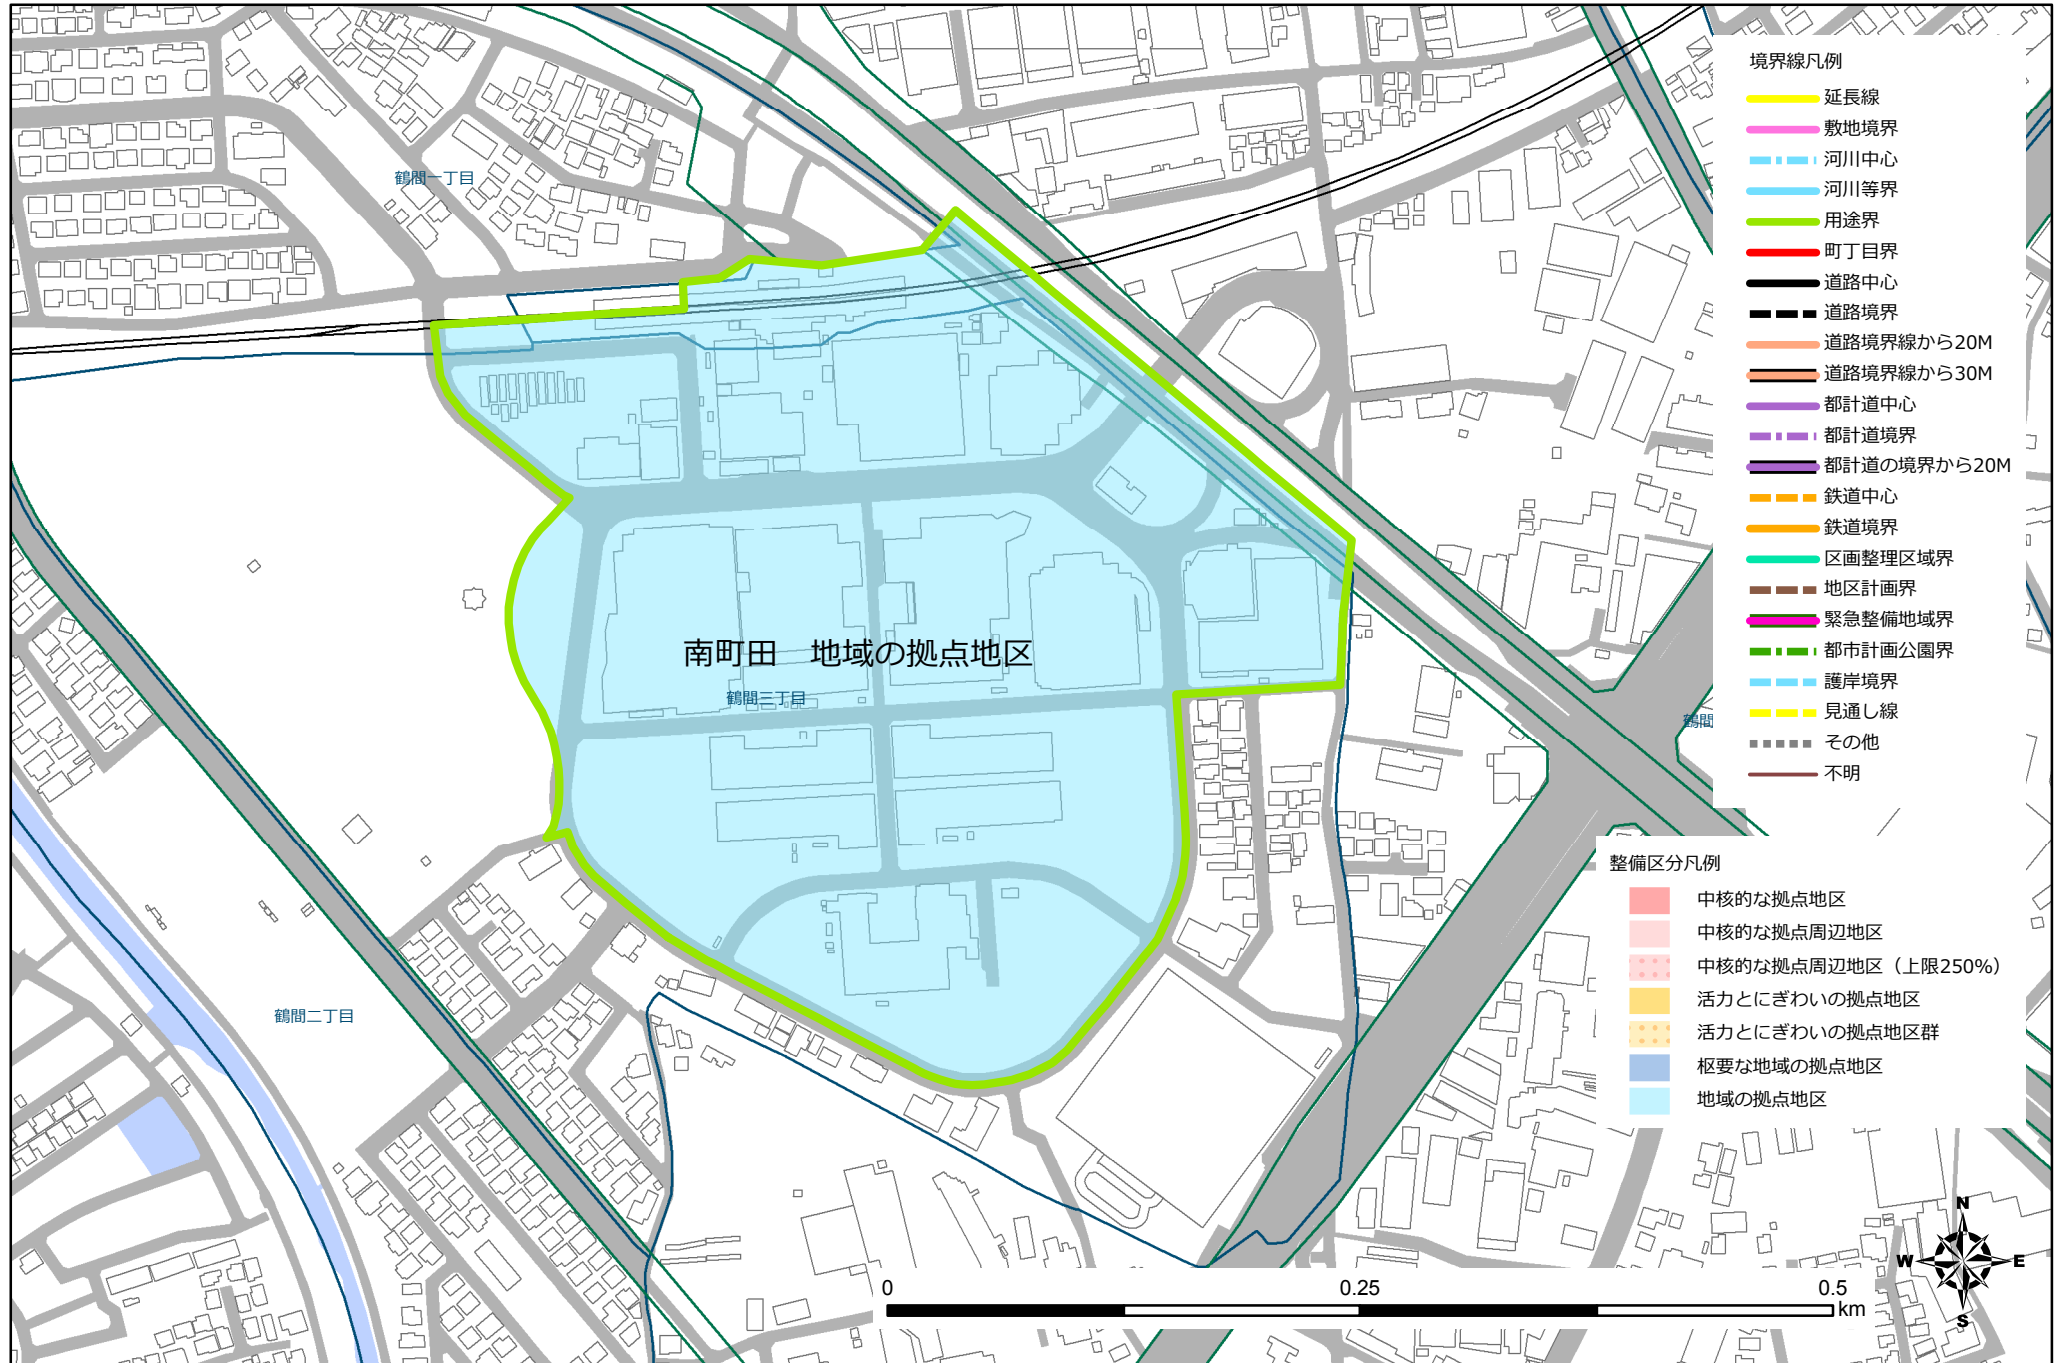 境界線凡例
延長線
敷地境界
河川中心
河川等界
用途界
町丁目界
道路中心
道路境界
道路境界線から20M
道路境界線から30M
都計道中心
都計道境界
都計道の境界から20M
鉄道中心
鉄道境界
区画整理区域界
地区計画界
緊急整備地域界
都市計画公園界
護岸境界
見通し線
その他
不明
鶴間一丁目
南町田 地域の拠点地区
鶴間三丁目
鶴間
整備区分凡例
中核的な拠点地区
中核的な拠点周辺地区
中核的な拠点周辺地区（上限250%）
活力とにぎわいの拠点地区
活力とにぎわいの拠点地区群
枢要な地域の拠点地区
地域の拠点地区
鶴間二丁目
N
W E
S
0 0.25 0.5
km